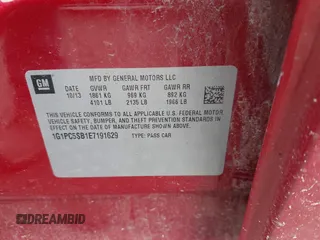 GM
MFD BY GENERAL MOTORS LLC
DATE GVWR GAWR FRT GAWR RR
10/13 1861 KG 969 KG 892 KG
4101 LB 2135 LB 1966 LB
THIS VEHICLE CONFORMS TO ALL APPLICABLE U.S. FEDERAL MOTOR
VEHICLE SAFETY, BUMPER, AND THEFT PREVENTION STANDARDS IN
EFFECT ON THE DATE OF MANUFACTURE SHOWN ABOVE.
1G1PC5SB1E7191629 TYPE: PASS CAR
DREAMBID